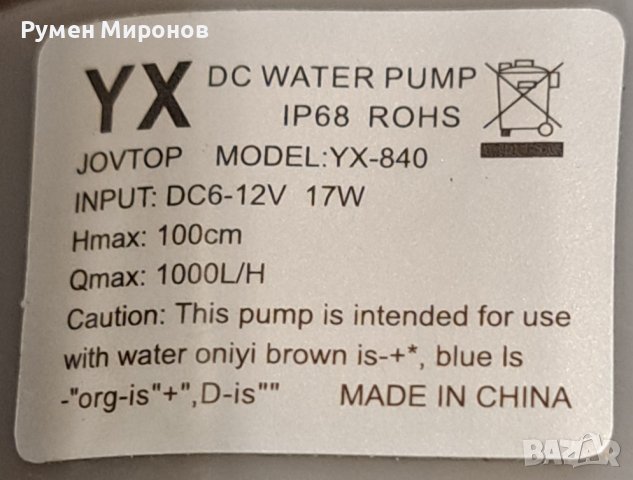 Румен Миронов
YX DC WATER PUMP
IP68 ROHS
JOVTOP MODEL:YX-840
INPUT: DC6-12V 17W
Hmax: 100cm
Qmax: 1000L/H
Caution: This pump is intended for use
with water oniyi brown is-+*, blue Is
-"org-is"+",D-is"" MADE IN CHINA
BAZAR